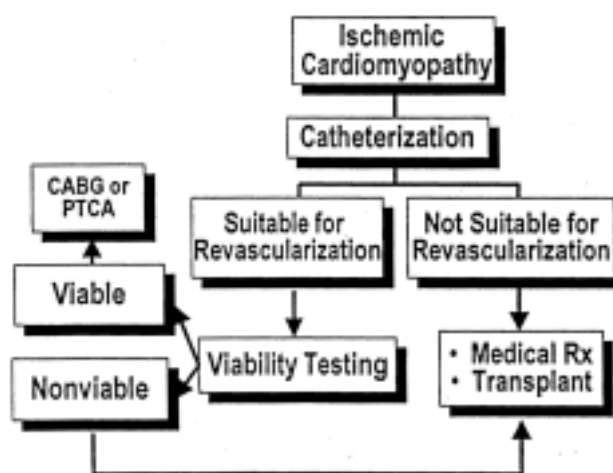 Ischemic
Cardiomyopathy
Catheterization
CABG or
PTCA
Suitable for
Revascularization
Not Suitable for
Revascularization
Viable
Viability Testing
• Medical Rx
• Transplant
Nonviable